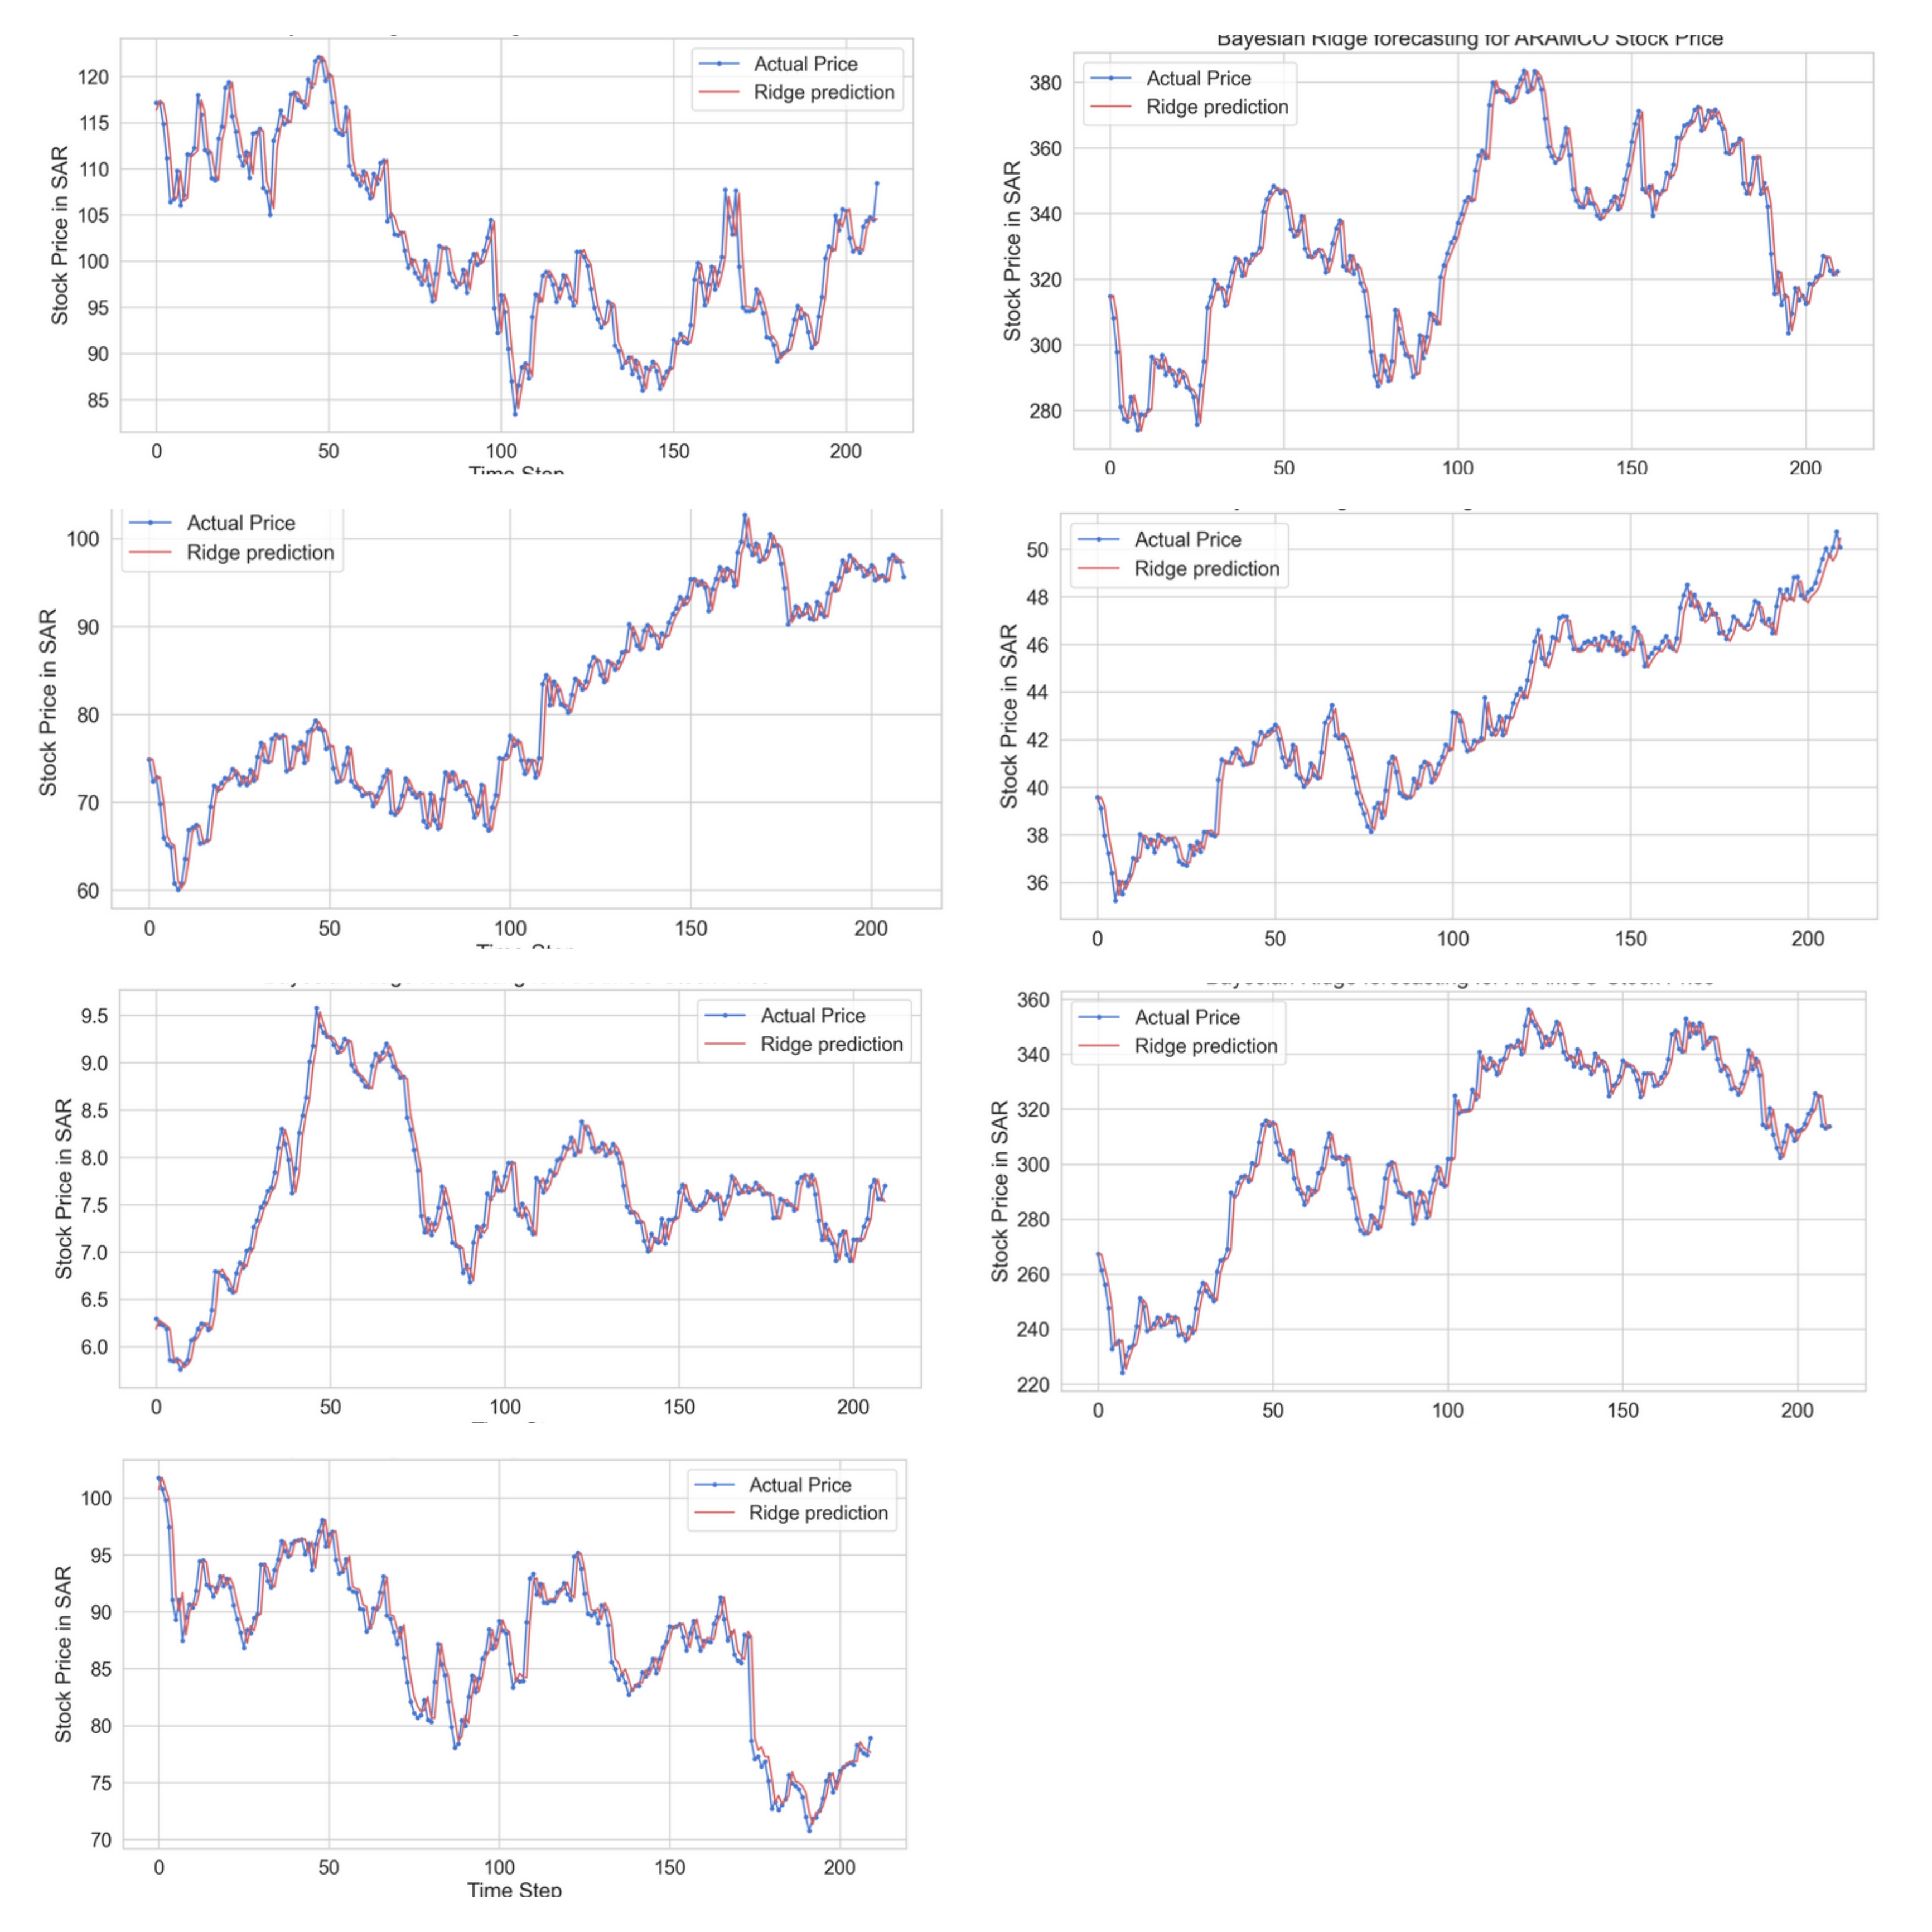 Actual Price
Ridge prediction
Stock Price in SAR
120
115
110
105
100
95
90
85
0 50 100 150 200
Time Step
Bayesian Ridge forecasting for ARAMCO Stock Price
Actual Price
Ridge prediction
Stock Price in SAR
380
360
340
320
300
280
0 50 100 150 200
Actual Price
Ridge prediction
Stock Price in SAR
100
90
80
70
60
0 50 100 150 200
Actual Price
Ridge prediction
Stock Price in SAR
50
48
46
44
42
40
38
36
0 50 100 150 200
Actual Price
Ridge prediction
Stock Price in SAR
9.5
9.0
8.5
8.0
7.5
7.0
6.5
6.0
0 50 100 150 200
Actual Price
Ridge prediction
Stock Price in SAR
360
340
320
300
280
260
240
220
0 50 100 150 200
Actual Price
Ridge prediction
Stock Price in SAR
100
95
90
85
80
75
70
0 50 100 150 200
Time Step